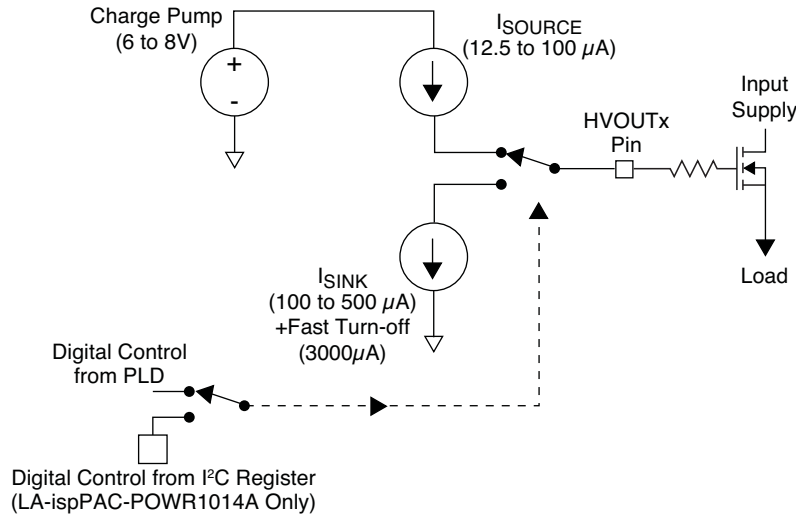 Charge Pump
(6 to 8V)
+
-
ISOURCE
(12.5 to 100 µA)
Input
Supply
HVOUTx
Pin
Load
ISINK
(100 to 500 µA)
+Fast Turn-off
(3000µA)
Digital Control
from PLD
Digital Control from I²C Register
(LA-ispPAC-POWR1014A Only)